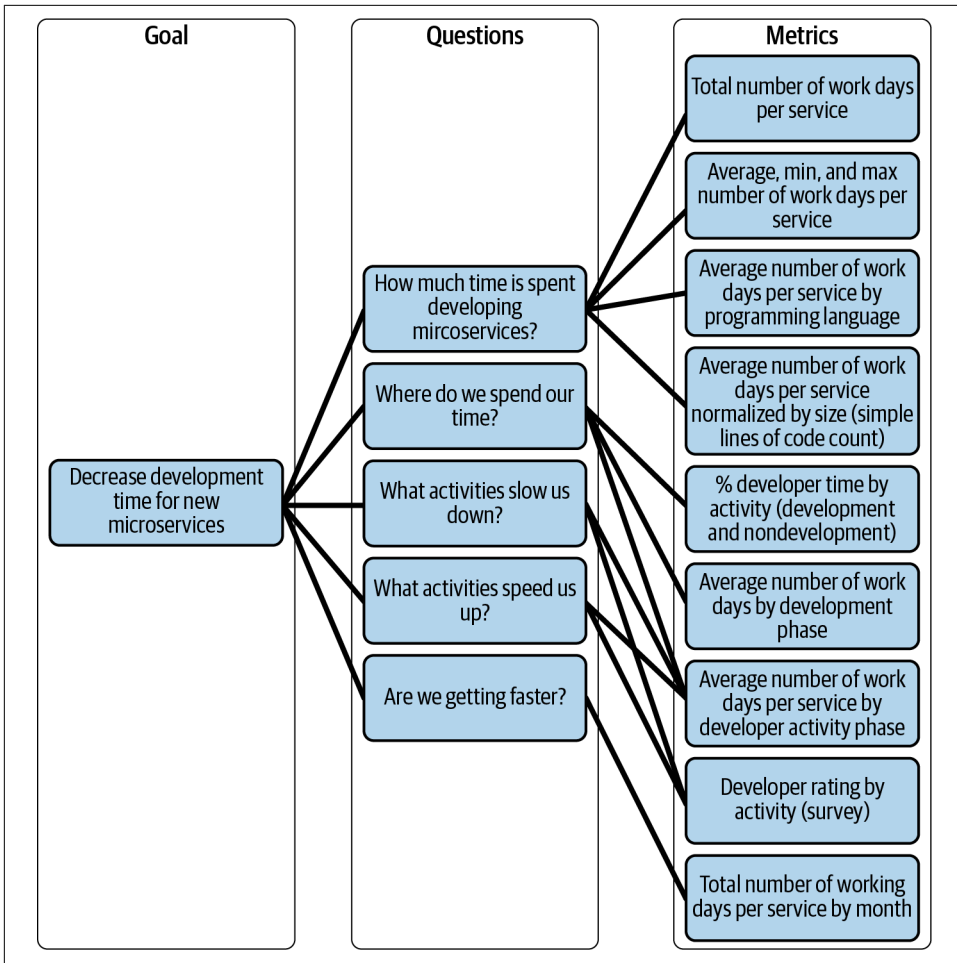 Goal
Decrease development
time for new
microservices
Questions
How much time is spent
developing
mircoservices?
Where do we spend our
time?
What activities slow us
down?
What activities speed us
up?
Are we getting faster?
Metrics
Total number of work days
per service
Average, min, and max
number of work days per
service
Average number of work
days per service by
programming language
Average number of work
days per service
normalized by size (simple
lines of code count)
% developer time by
activity (development
and nondevelopment)
Average number of work
days by development
phase
Average number of work
days per service by
developer activity phase
Developer rating by
activity (survey)
Total number of working
days per service by month